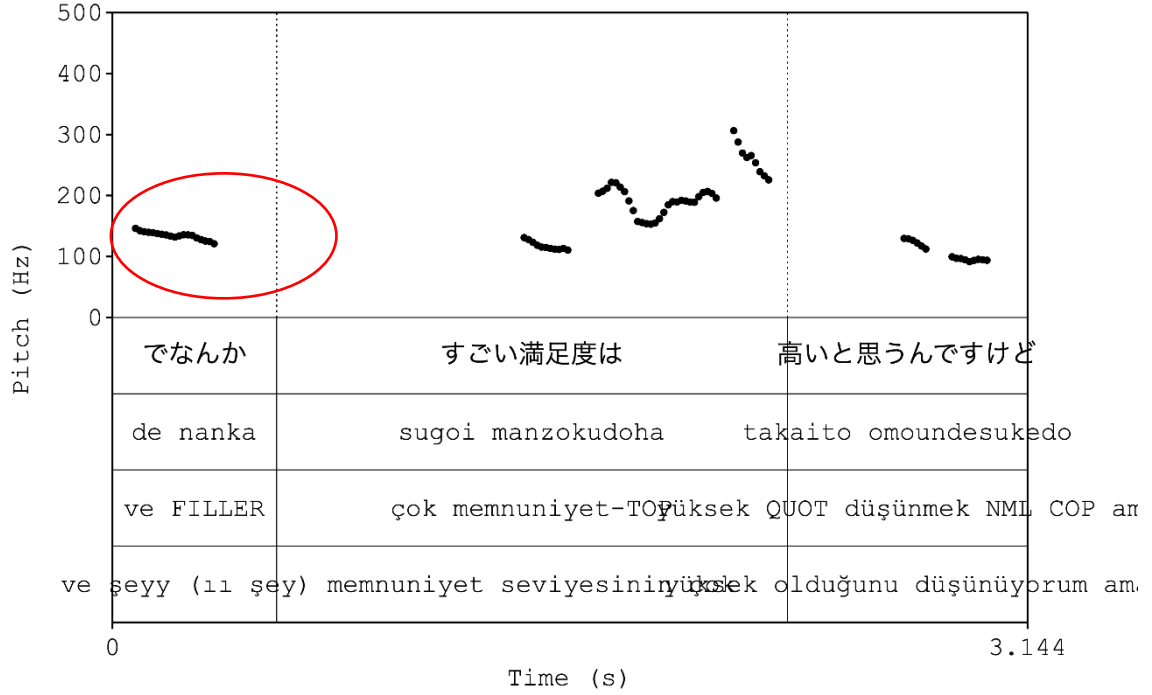 500
400
300
200
100
0
Pitch (Hz)
でなんか すごい満足度は 高いと思うんですけど
de nanka sugoi manzokudoha takaito omoundesukedo
ve FILLER çok memnuniyet-TOP yüksek QUOT düşünmek NML COP am
ve şeyy (ıı şey) memnuniyet seviyesinin çok yüksek olduğunu düşünüyorum ama
0 3.144
Time (s)